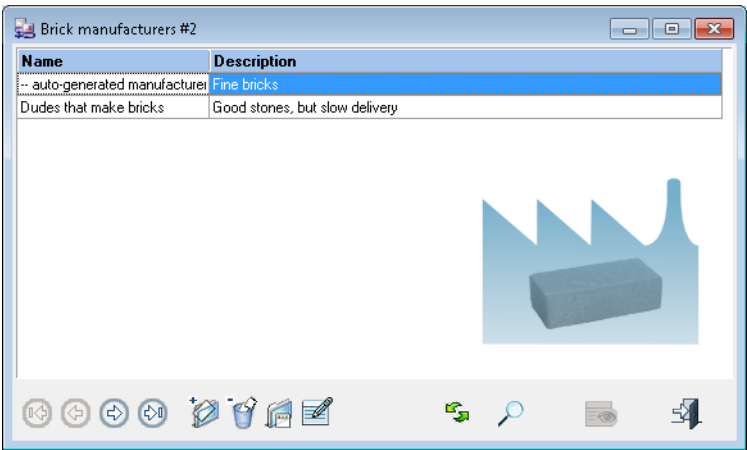 Brick manufacturers #2
Name Description
-- auto-generated manufacturer Fine bricks
Dudes that make bricks Good stones, but slow delivery